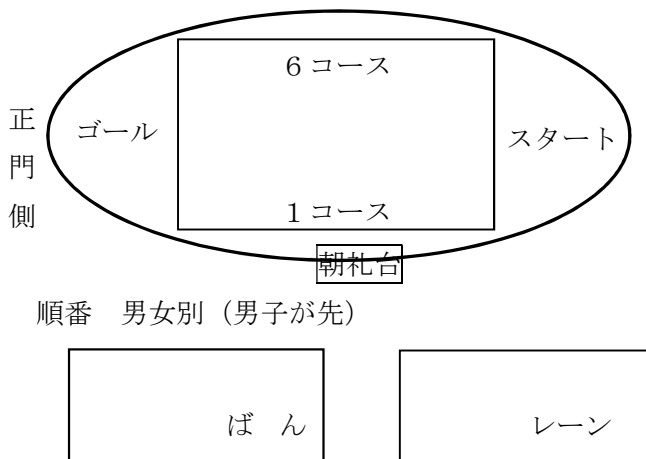 6コース
正門側
ゴール
スタート
1コース
朝礼台
順番　男女別（男子が先）
ば　ん
レーン